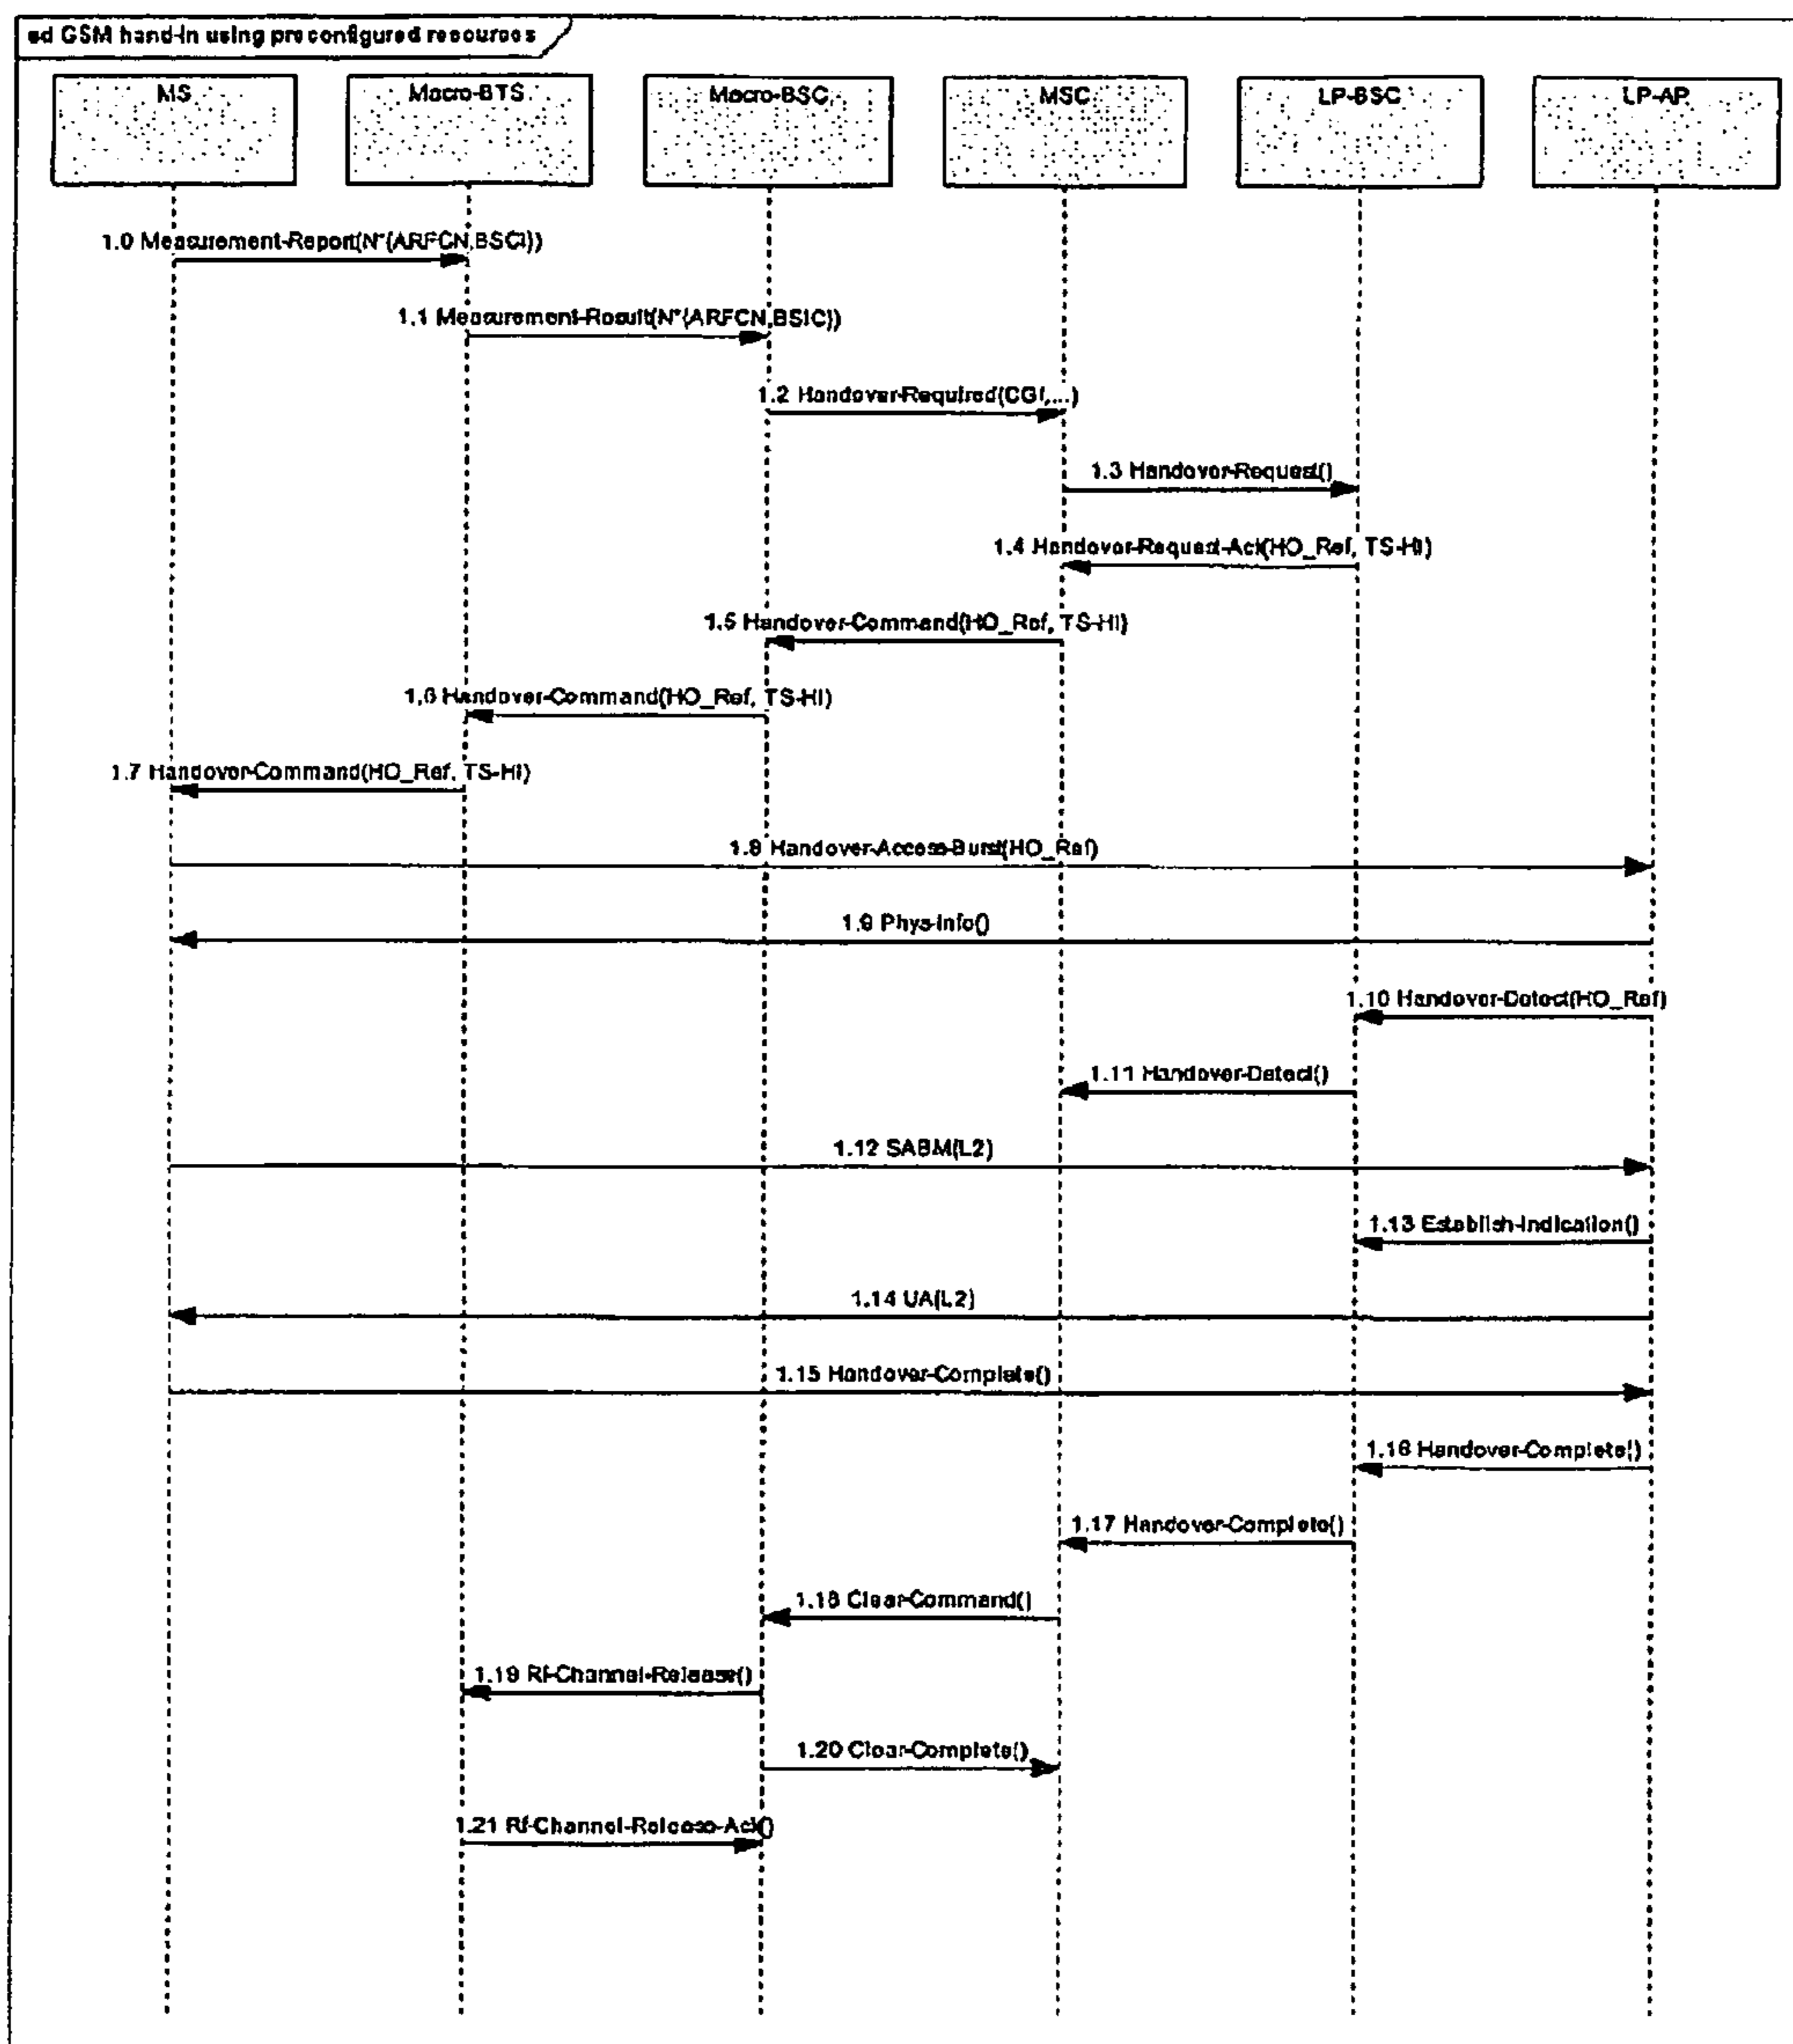 sd GSM hand-in using preconfigured resources
MS
Macro-BTS
Macro-BSC
MSC
LP-BSC
LP-AP
1.0 Measurement-Report(N*(ARFCN,BSCI))
1.1 Measurement-Result(N*(ARFCN,BSIC))
1.2 Handover-Required(CGI,...)
1.3 Handover-Request()
1.4 Handover-Request-Ack(HO_Ref, TS-HI)
1.5 Handover-Command(HO_Ref, TS-HI)
1.6 Handover-Command(HO_Ref, TS-HI)
1.7 Handover-Command(HO_Ref, TS-HI)
1.8 Handover-Access-Burst(HO_Ref)
1.9 Phys-Info()
1.10 Handover-Detect(HO_Ref)
1.11 Handover-Detect()
1.12 SABM(L2)
1.13 Establish-Indication()
1.14 UA(L2)
1.15 Handover-Complete()
1.16 Handover-Complete()
1.17 Handover-Complete()
1.18 Clear-Command()
1.19 Rf-Channel-Release()
1.20 Clear-Complete()
1.21 Rf-Channel-Release-Ack()